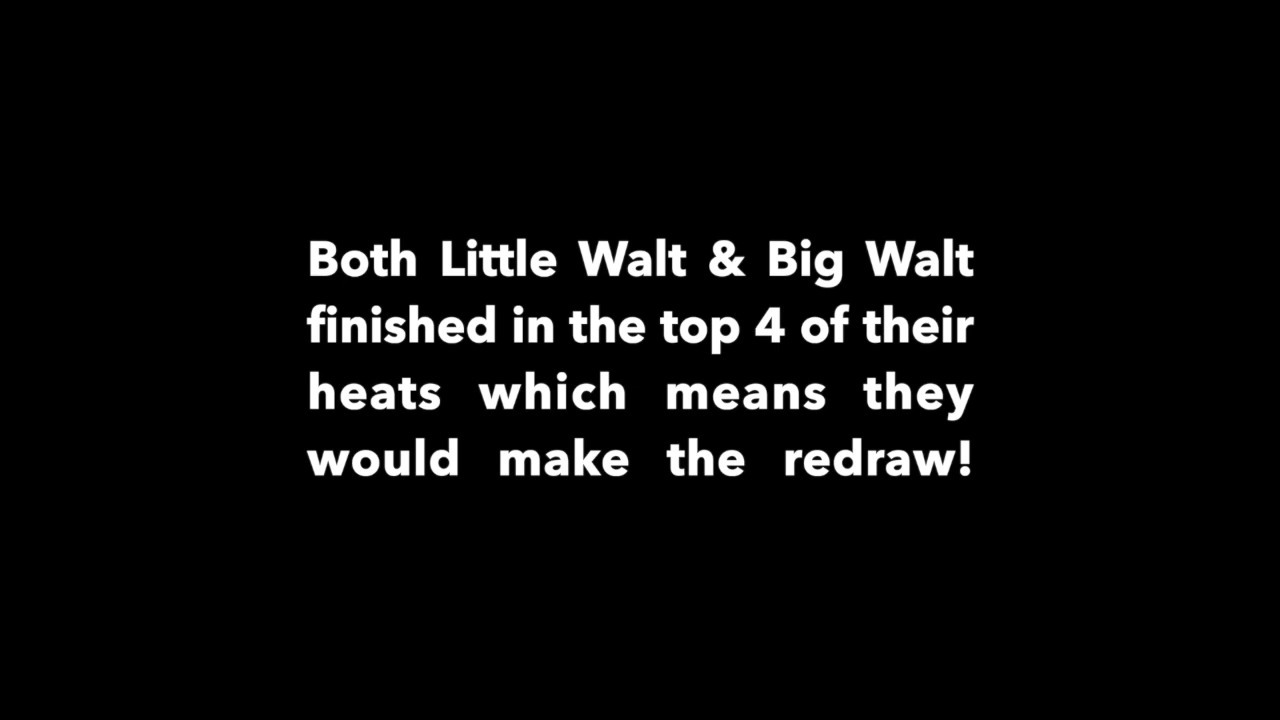 Both Little Walt & Big Walt
finished in the top 4 of their
heats which means they
would make the redraw!